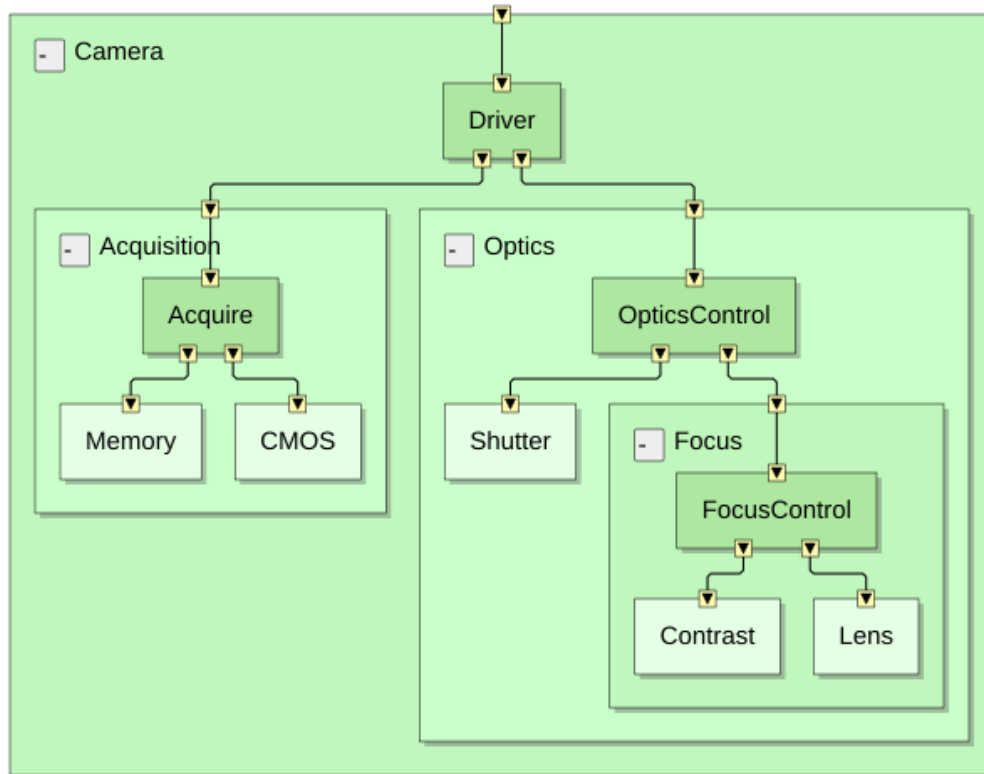 - Camera
Driver
- Acquisition
- Optics
Acquire
OpticsControl
Memory
CMOS
Shutter
- Focus
FocusControl
Contrast
Lens